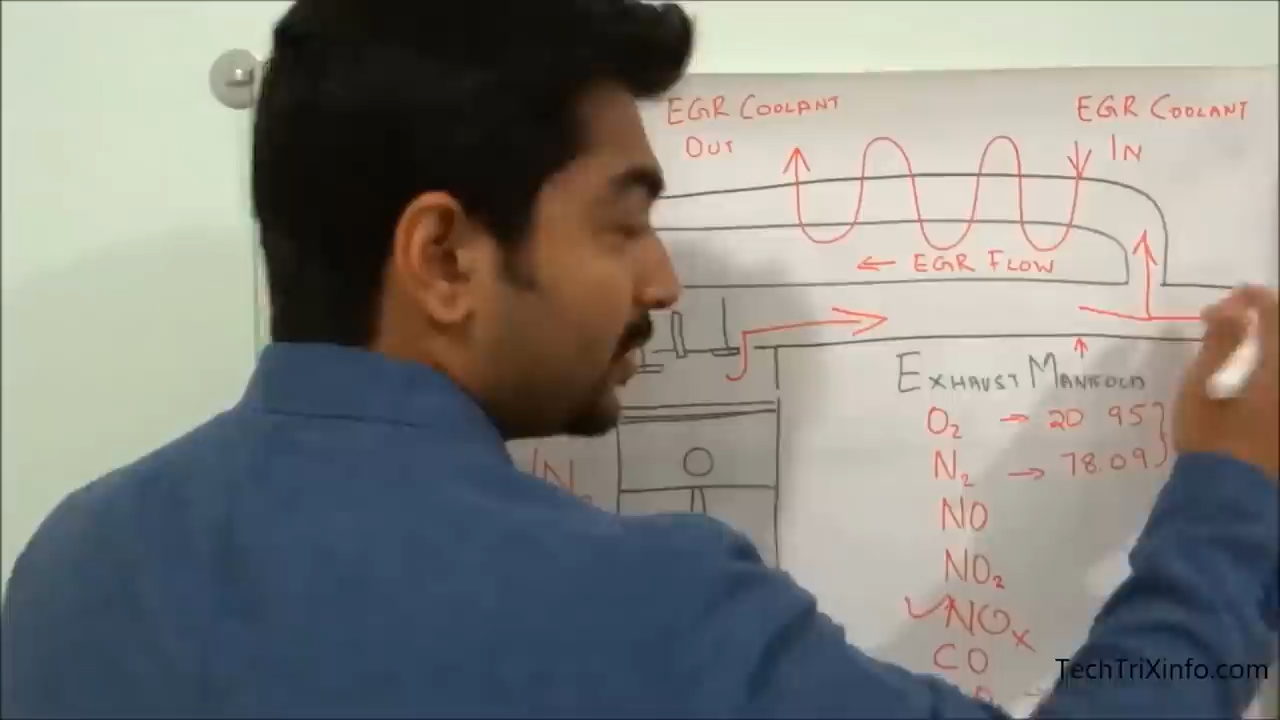 EGR COOLANT
OUT
EGR COOLANT
IN
← EGR FLOW
EXHAUST MANIFOLD
O₂ → 20 95
N₂ → 78.09
N
NO
NO₂
NOx
CO
TechTriXinfo.com